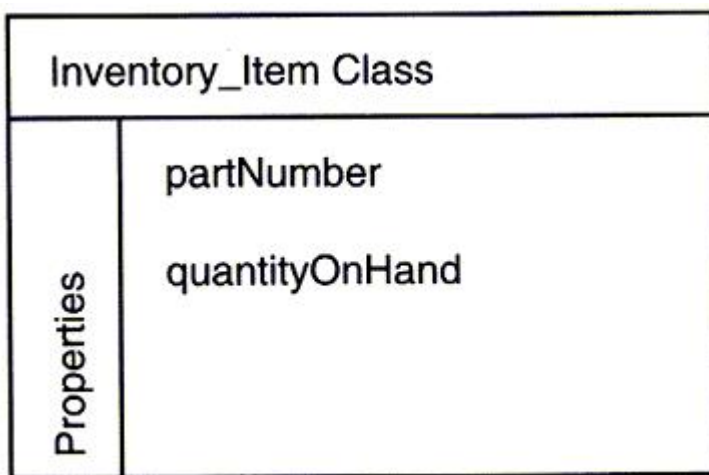 Inventory_Item Class
partNumber
quantityOnHand
Properties